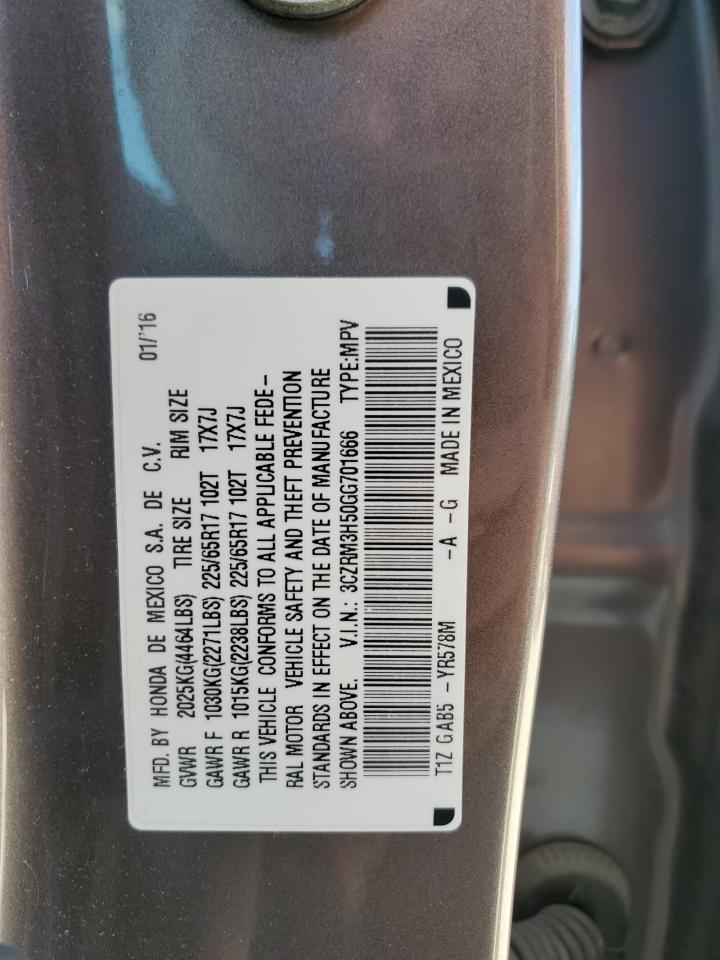 MFD. BY HONDA DE MEXICO S.A. DE C.V. 01/'16
GVWR 2025KG(4464LBS) TIRE SIZE RIM SIZE
GAWR F 1030KG(2271LBS) 225/65R17 102T 17X7J
GAWR R 1015KG(2238LBS) 225/65R17 102T 17X7J
THIS VEHICLE CONFORMS TO ALL APPLICABLE FEDE-
RAL MOTOR VEHICLE SAFETY AND THEFT PREVENTION
STANDARDS IN EFFECT ON THE DATE OF MANUFACTURE
SHOWN ABOVE. V.I.N.: 3CZRM3H50GG701666 TYPE:MPV
T1Z G AB5 - YR578M -A -G MADE IN MEXICO